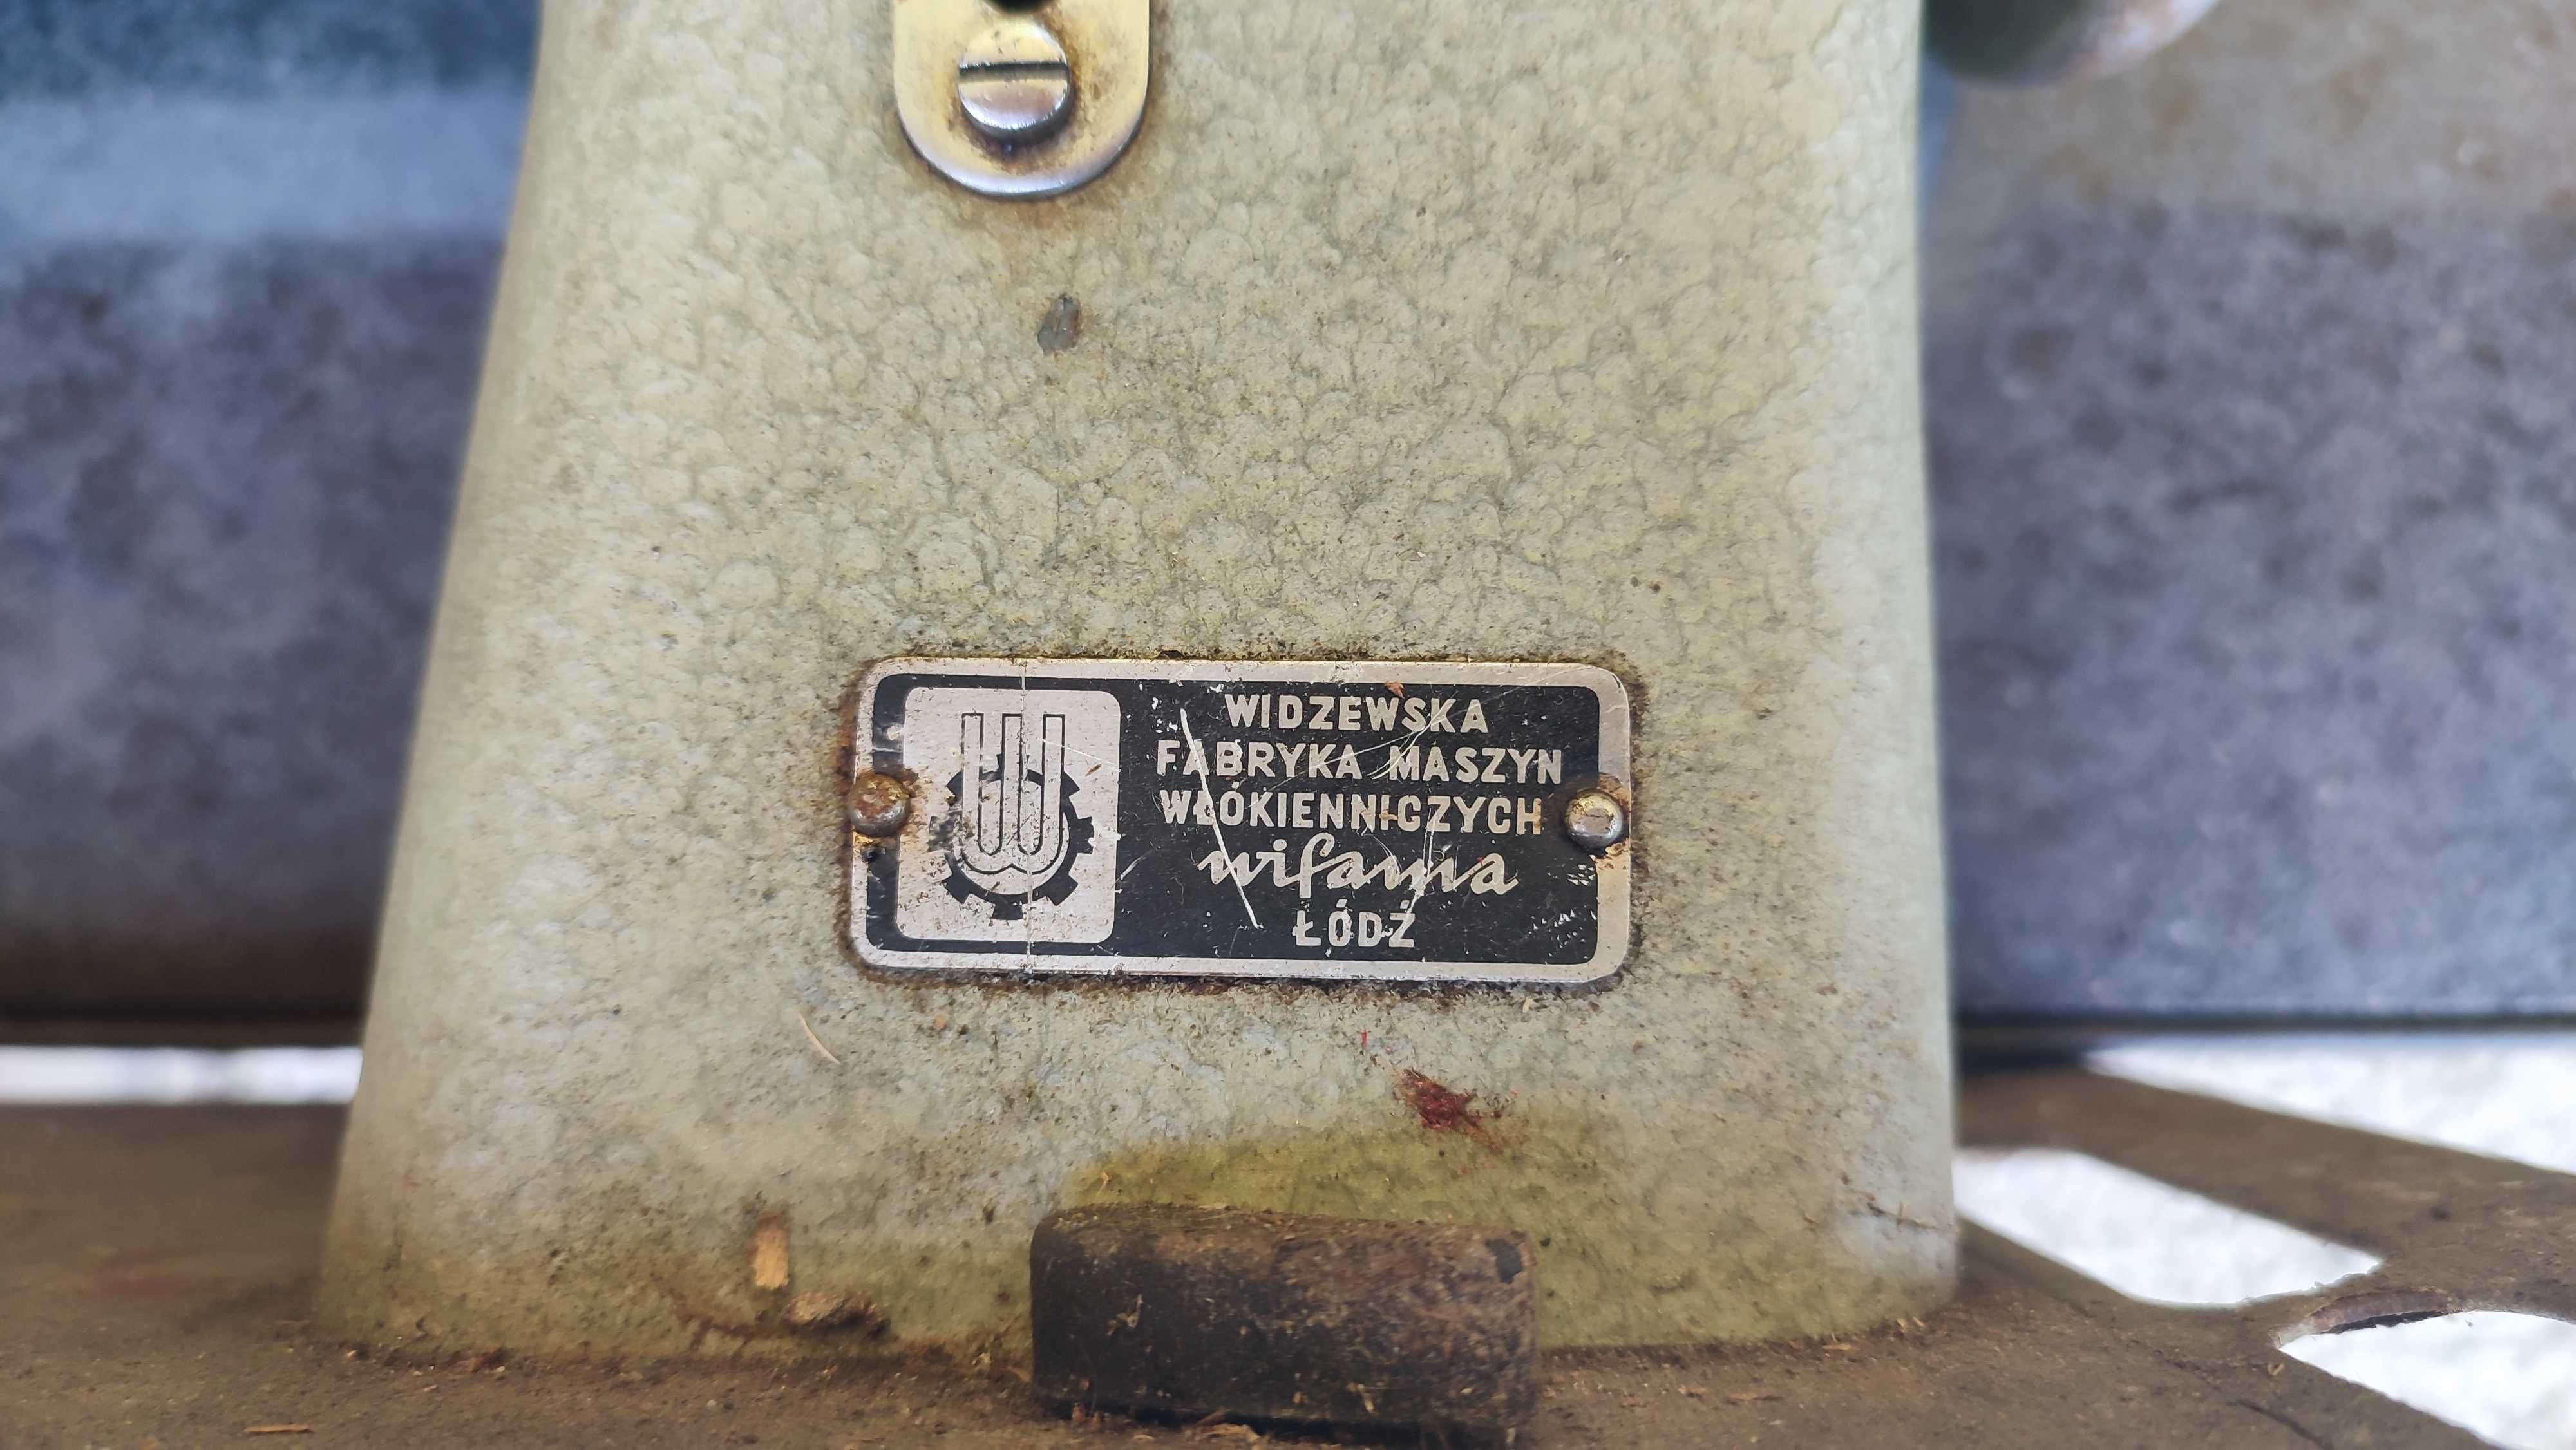 WIDZEWSKA
FABRYKA MASZYN
WŁÓKIENNICZYCH
wifama
ŁÓDŹ